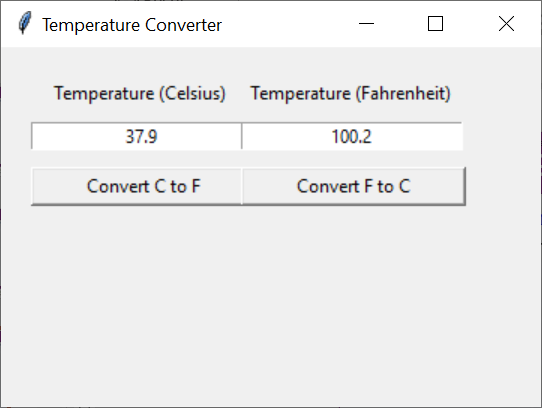 Temperature Converter
Temperature (Celsius) Temperature (Fahrenheit)
37.9 100.2
Convert C to F Convert F to C